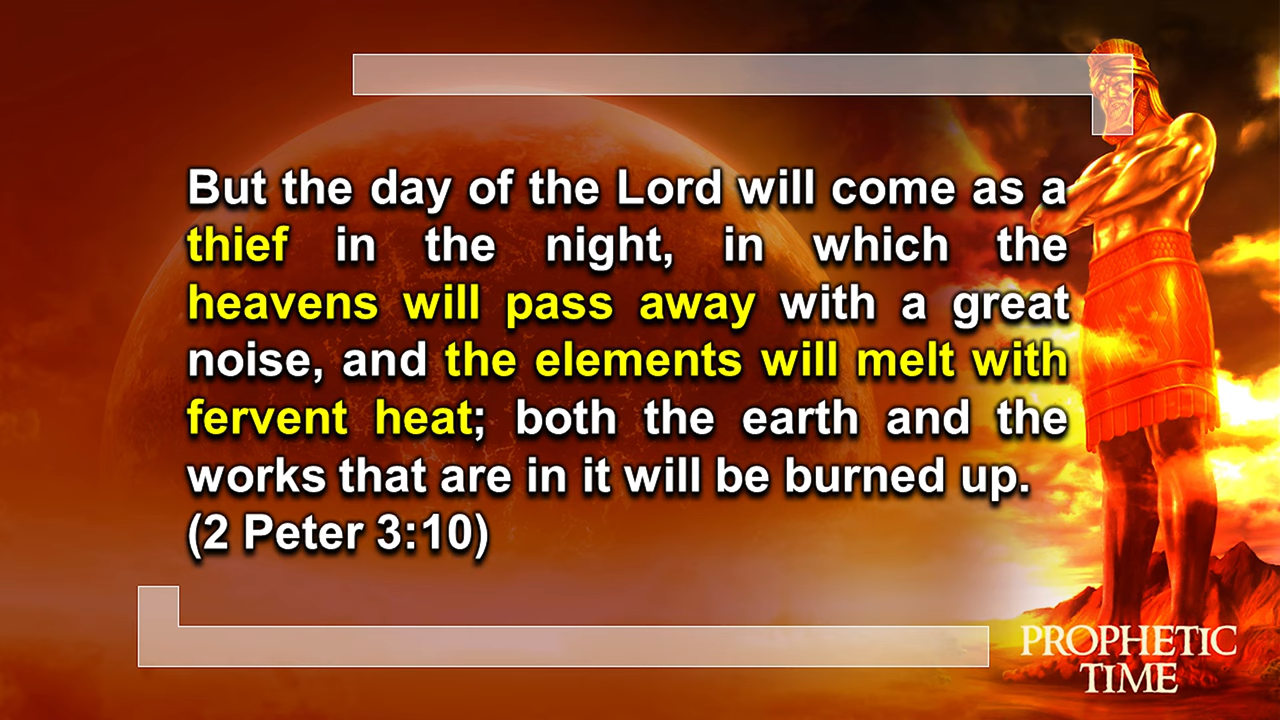 But the day of the Lord will come as a
thief in the night, in which the
heavens will pass away with a great
noise, and the elements will melt with
fervent heat; both the earth and the
works that are in it will be burned up.
(2 Peter 3:10)
PROPHETIC
TIME